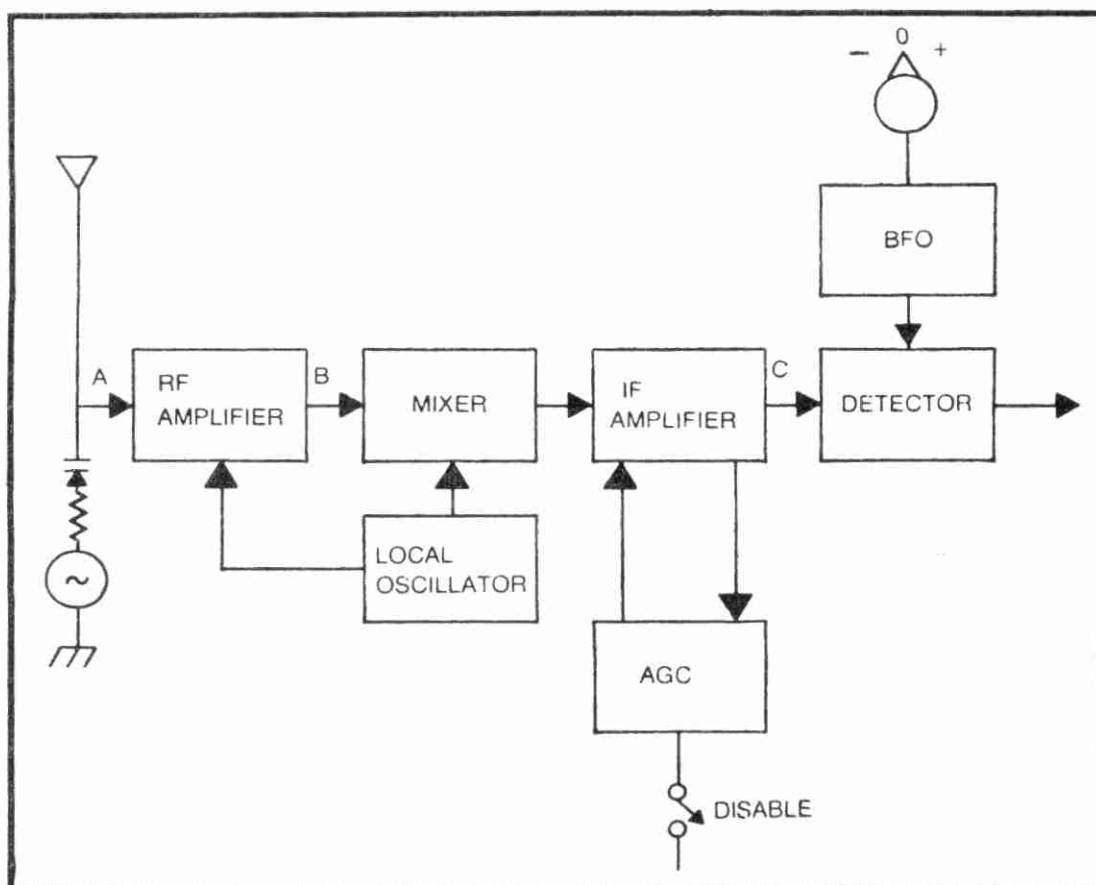 − 0 +
BFO
A
RF
AMPLIFIER
B
MIXER
IF
AMPLIFIER
C
DETECTOR
LOCAL
OSCILLATOR
~
AGC
DISABLE